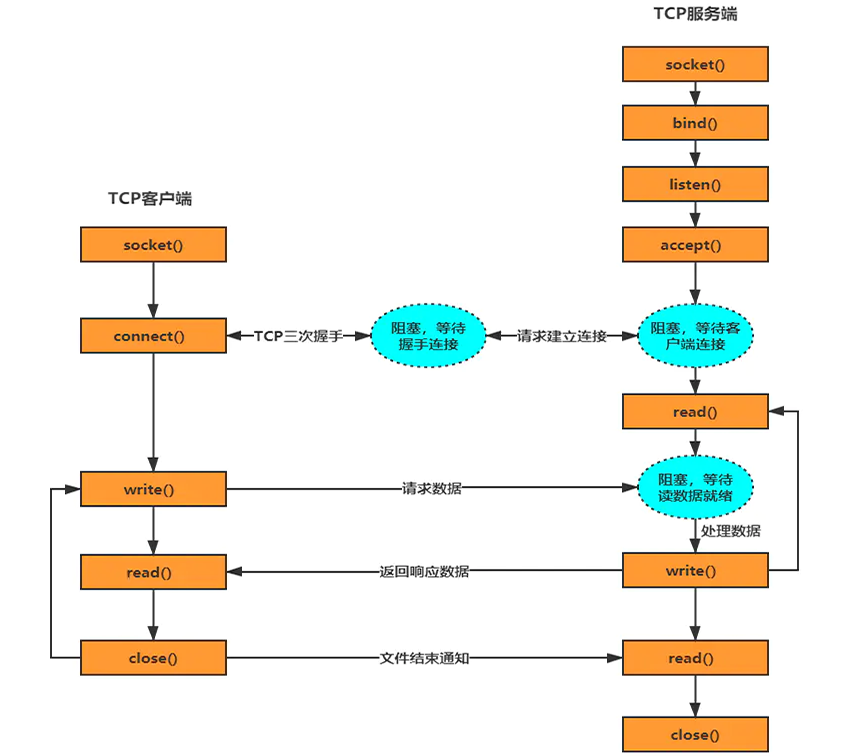 TCP服务端
socket()
bind()
listen()
TCP客户端
socket()
accept()
connect()
TCP三次握手
阻塞，等待
握手连接
请求建立连接
阻塞，等待客
户端连接
read()
write()
请求数据
阻塞，等待
读数据就绪
处理数据
read()
返回响应数据
write()
close()
文件结束通知
read()
close()